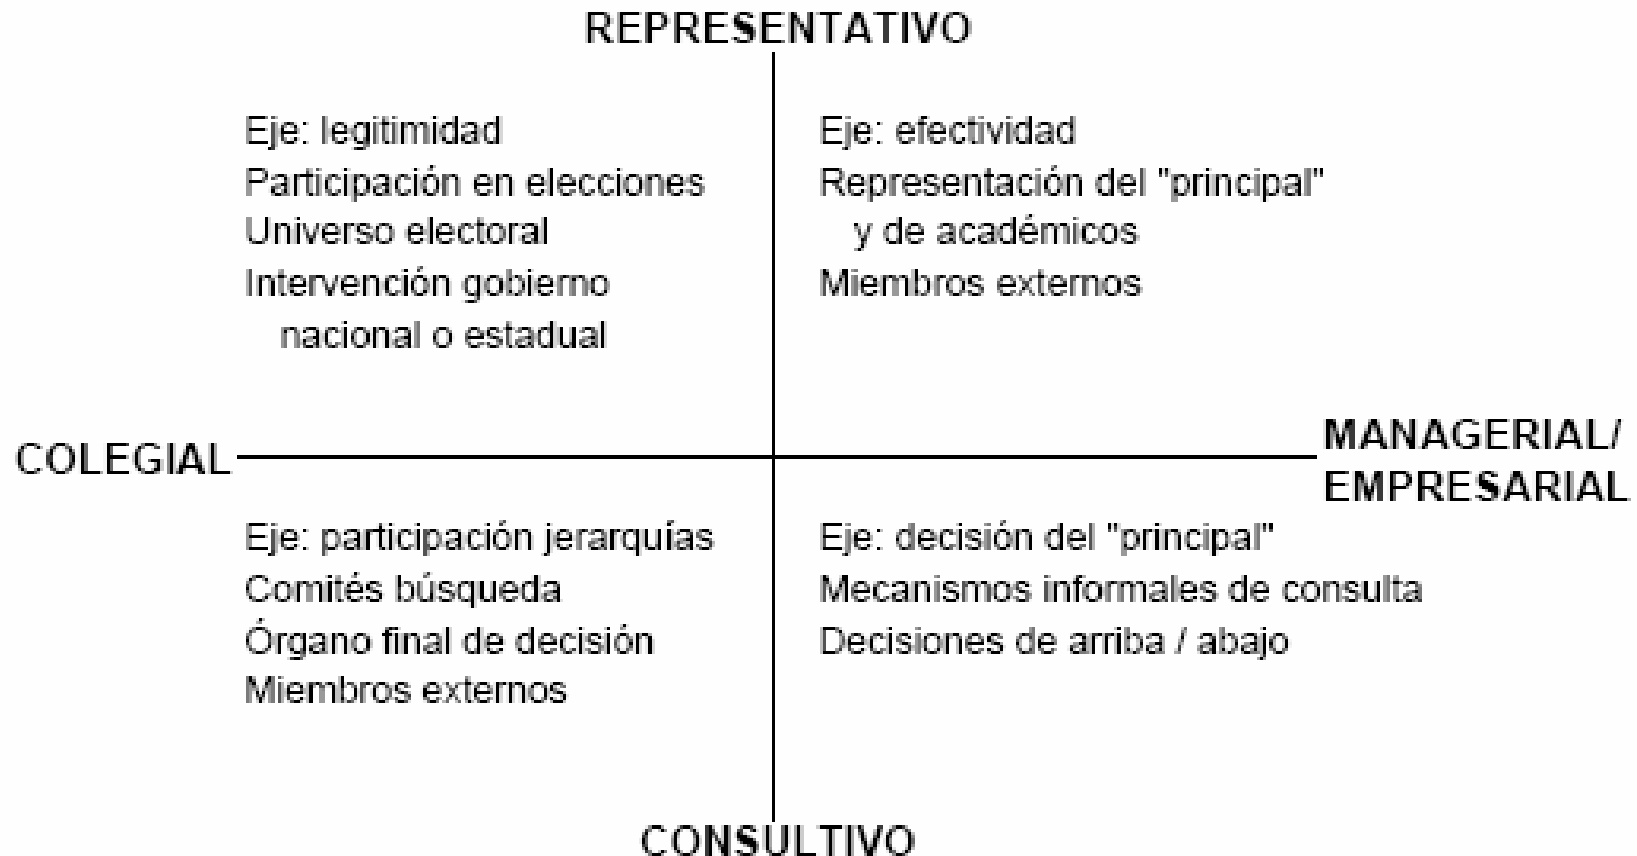 REPRESENTATIVO
Eje: legitimidad
Participación en elecciones
Universo electoral
Intervención gobierno
nacional o estadual
Eje: efectividad
Representación del "principal"
y de académicos
Miembros externos
COLEGIAL
MANAGERIAL/
EMPRESARIAL
Eje: participación jerarquías
Comités búsqueda
Órgano final de decisión
Miembros externos
Eje: decisión del "principal"
Mecanismos informales de consulta
Decisiones de arriba / abajo
CONSULTIVO